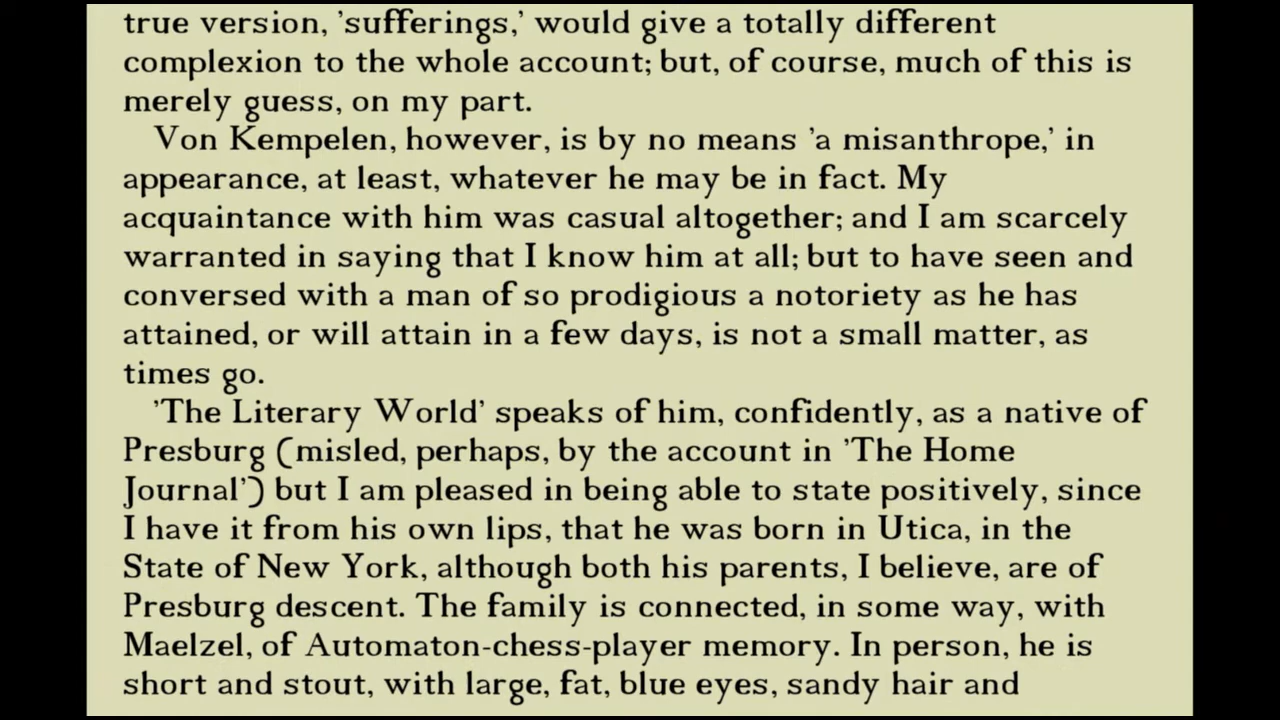 true version, 'sufferings,' would give a totally different
complexion to the whole account; but, of course, much of this is
merely guess, on my part.
Von Kempelen, however, is by no means 'a misanthrope,' in
appearance, at least, whatever he may be in fact. My
acquaintance with him was casual altogether; and I am scarcely
warranted in saying that I know him at all; but to have seen and
conversed with a man of so prodigious a notoriety as he has
attained, or will attain in a few days, is not a small matter, as
times go.
'The Literary World' speaks of him, confidently, as a native of
Presburg (misled, perhaps, by the account in 'The Home
Journal') but I am pleased in being able to state positively, since
I have it from his own lips, that he was born in Utica, in the
State of New York, although both his parents, I believe, are of
Presburg descent. The family is connected, in some way, with
Maelzel, of Automaton-chess-player memory. In person, he is
short and stout, with large, fat, blue eyes, sandy hair and